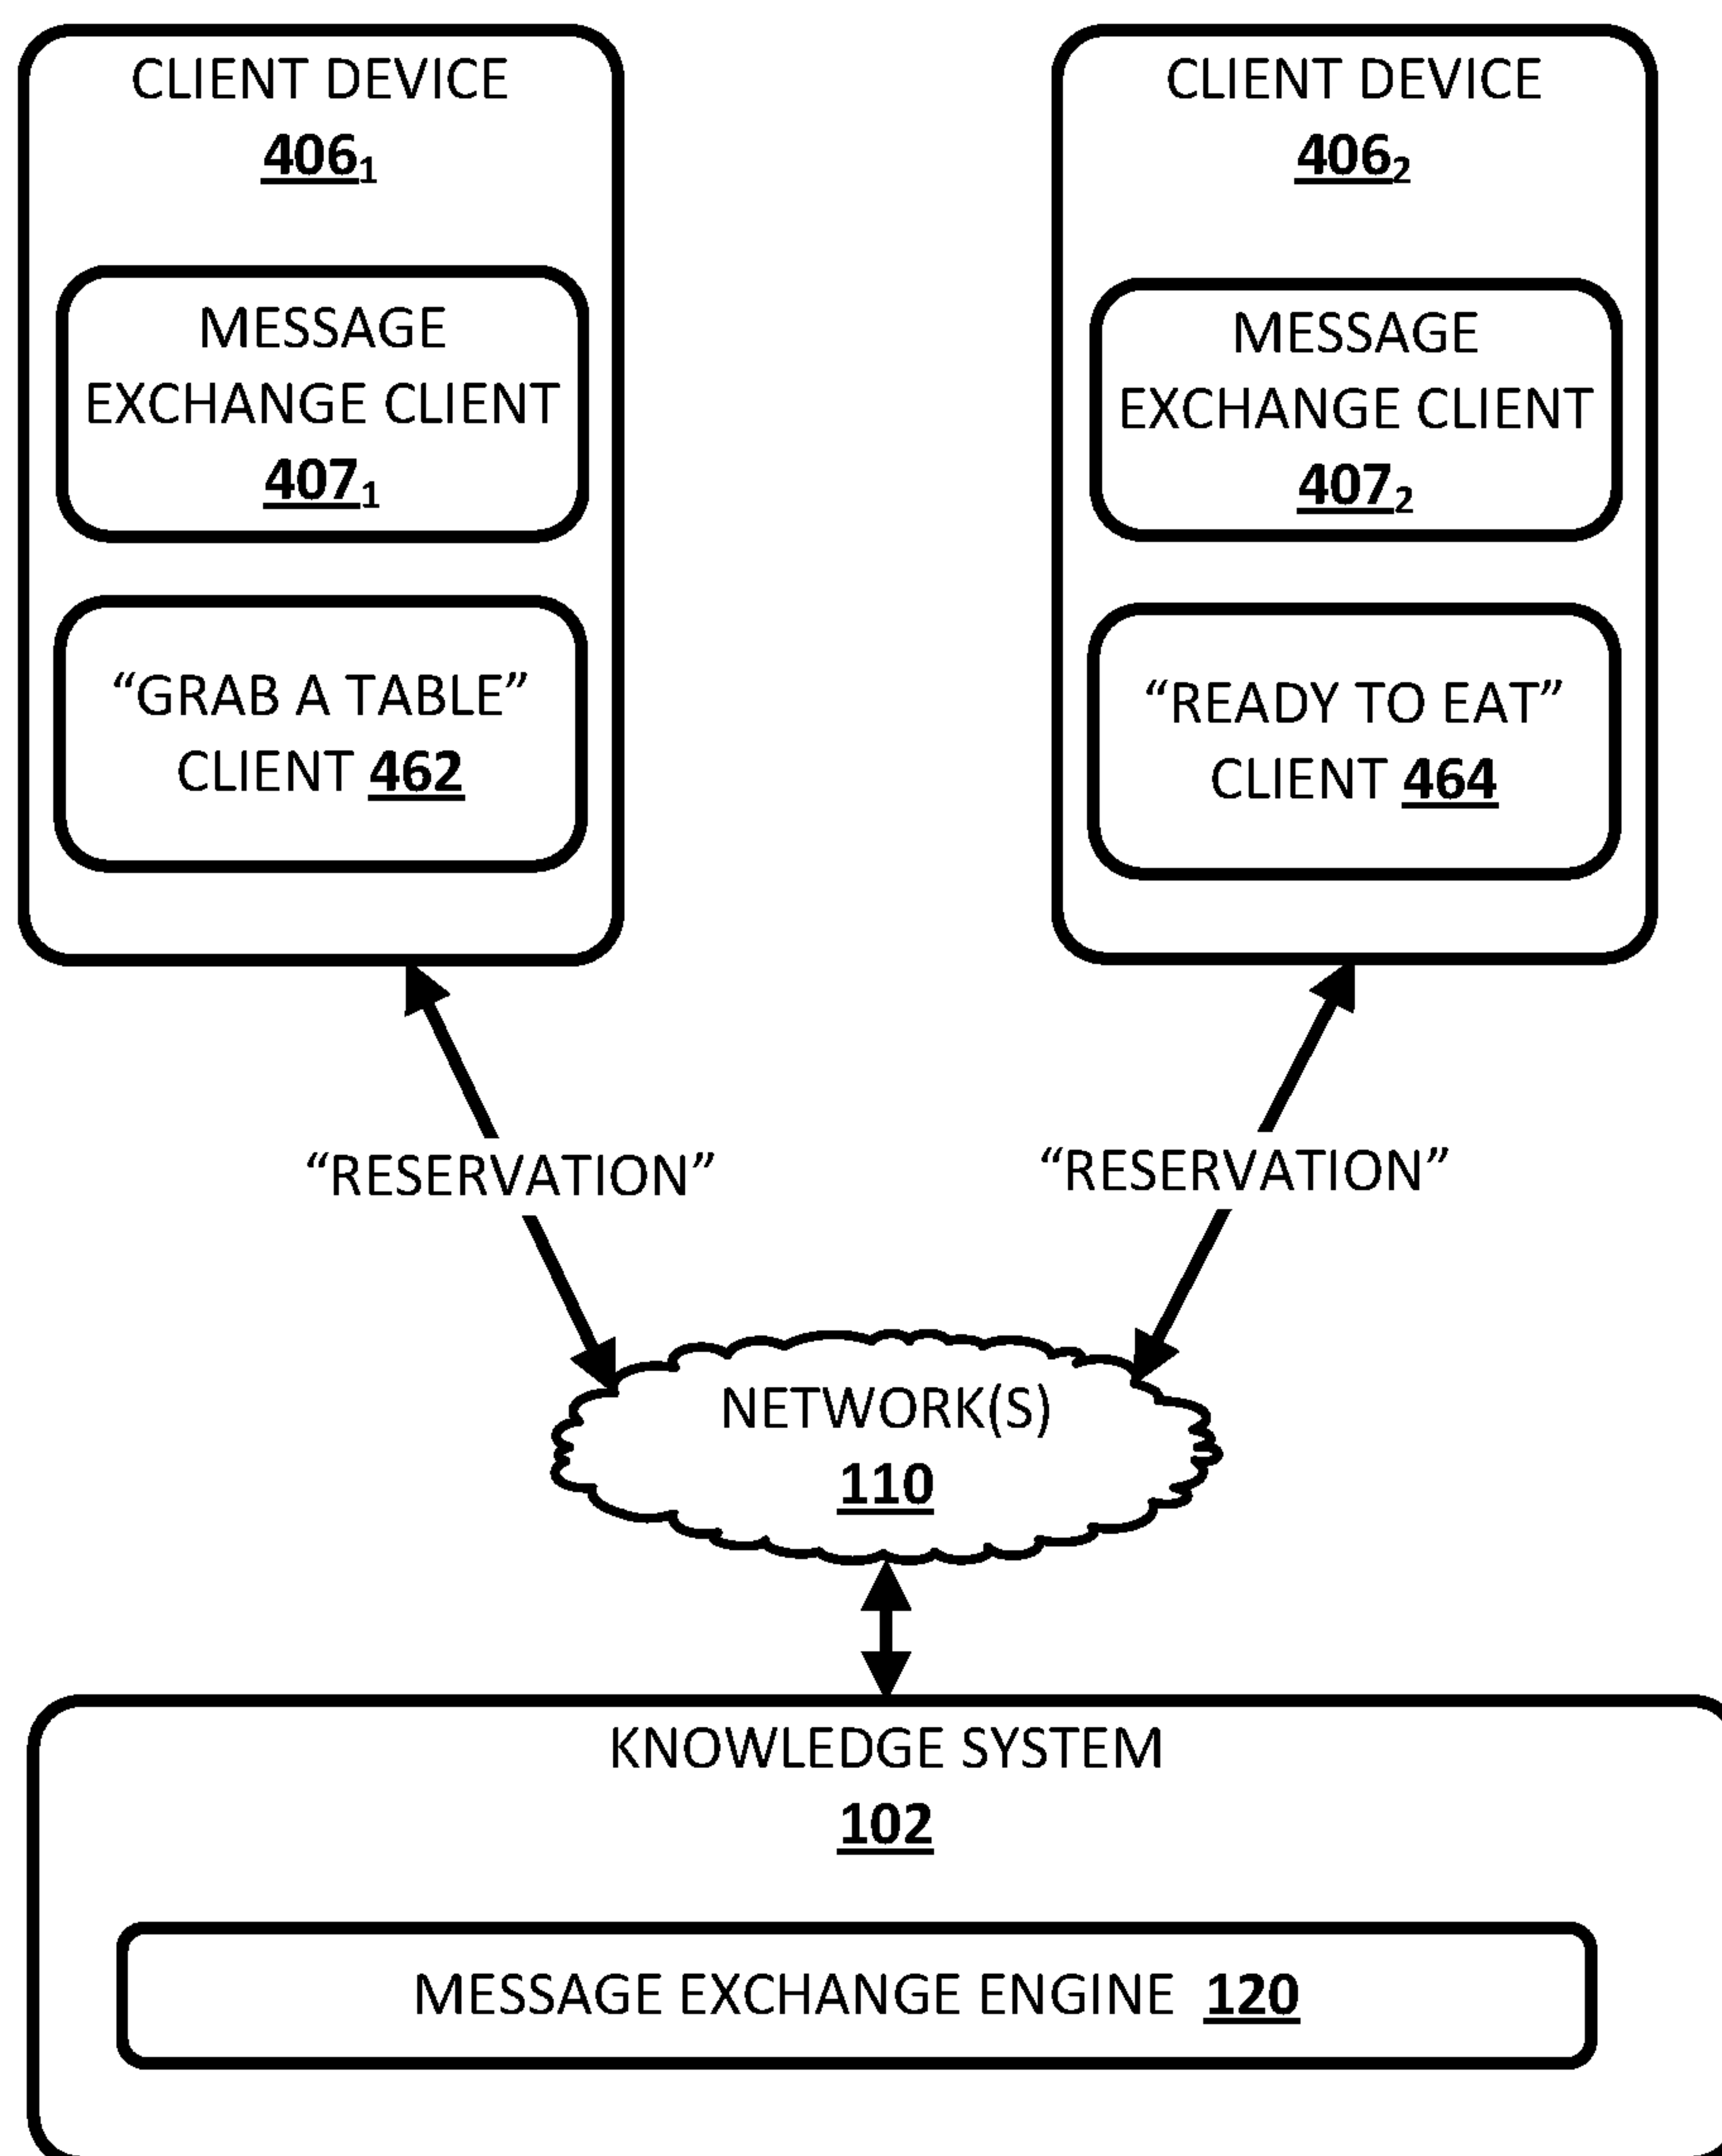 CLIENT DEVICE
406₁
MESSAGE
EXCHANGE CLIENT
407₁
“GRAB A TABLE”
CLIENT 462
CLIENT DEVICE
406₂
MESSAGE
EXCHANGE CLIENT
407₂
“READY TO EAT”
CLIENT 464
“RESERVATION”
“RESERVATION”
NETWORK(S)
110
KNOWLEDGE SYSTEM
102
MESSAGE EXCHANGE ENGINE 120